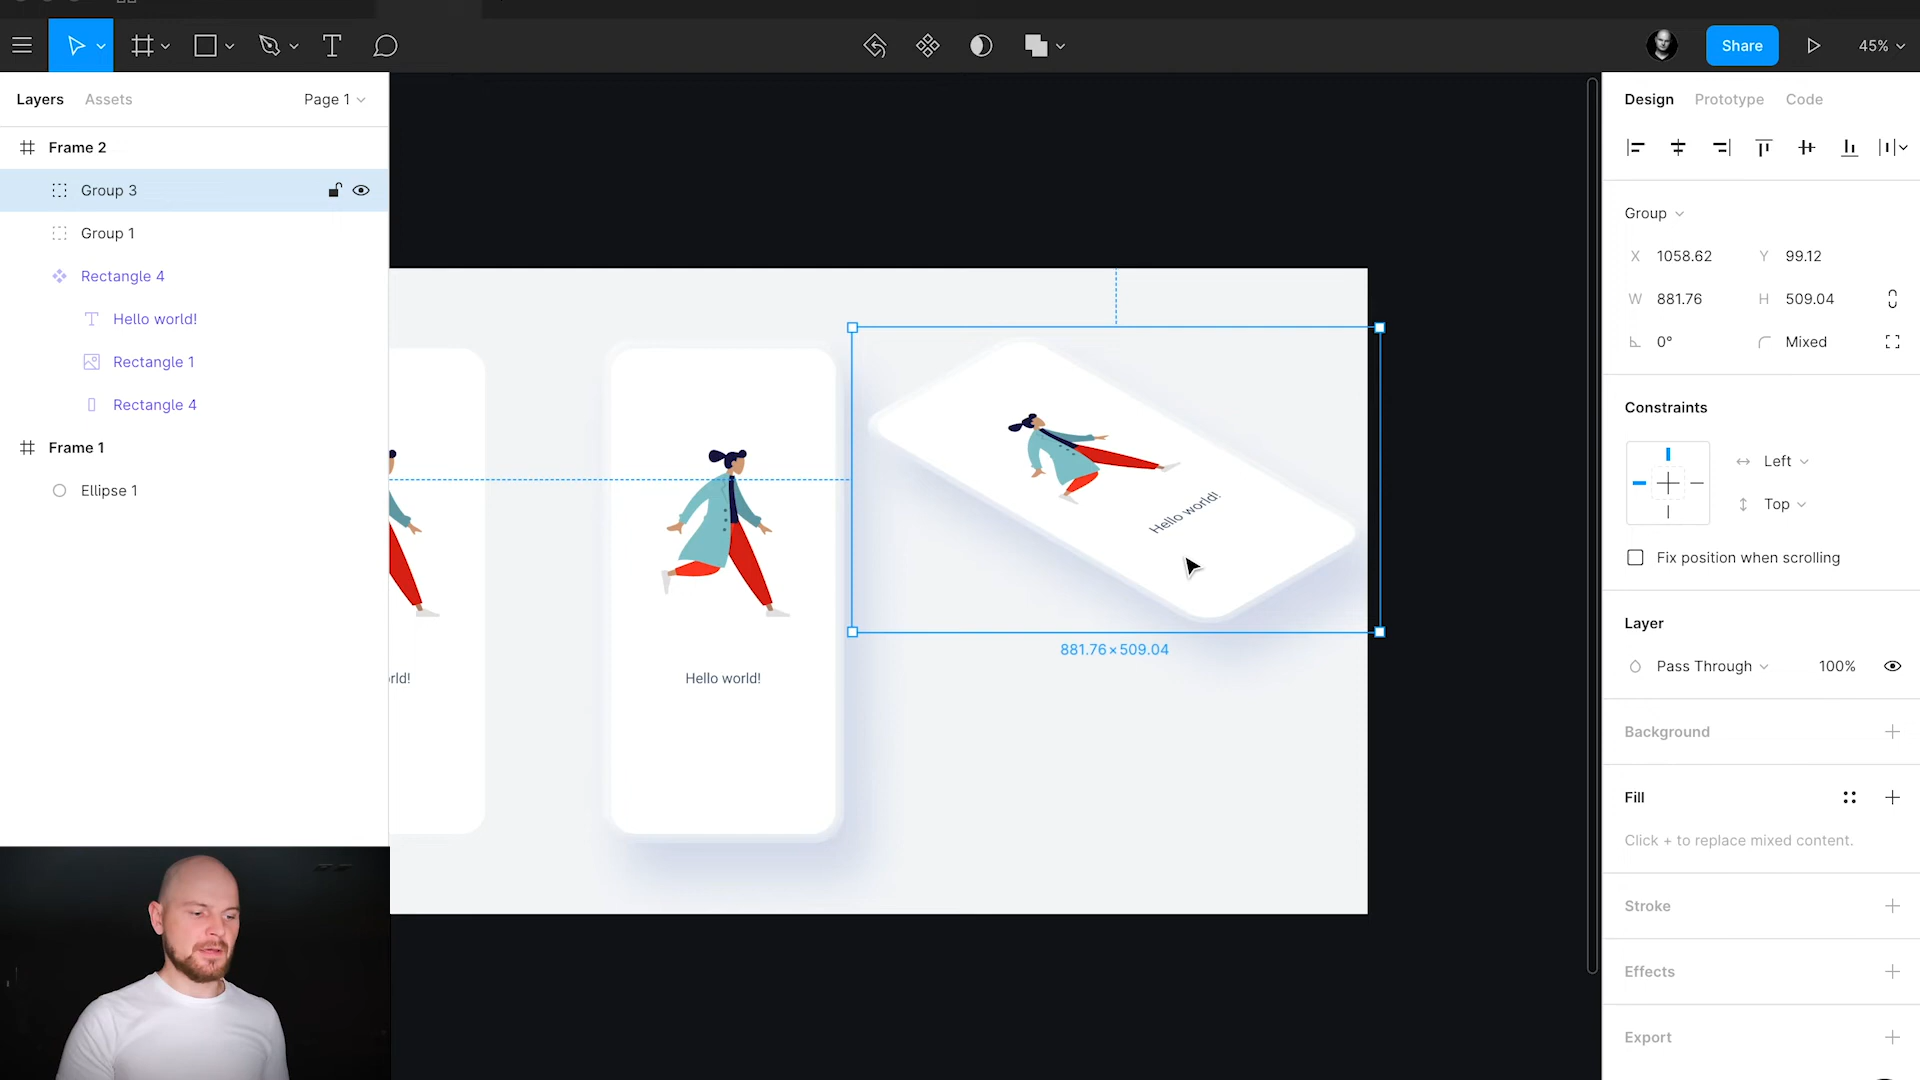 Share
45%
Layers
Assets
Page 1
Frame 2
Group 3
Group 1
Rectangle 4
Hello world!
Rectangle 1
Rectangle 4
Frame 1
Ellipse 1
Hello world!
Hello world!
rld!
881.76 × 509.04
Design
Prototype
Code
Group
X 1058.62
Y 99.12
W 881.76
H 509.04
0°
Mixed
Constraints
Left
Top
Fix position when scrolling
Layer
Pass Through
100%
Background
Fill
Click + to replace mixed content.
Stroke
Effects
Export